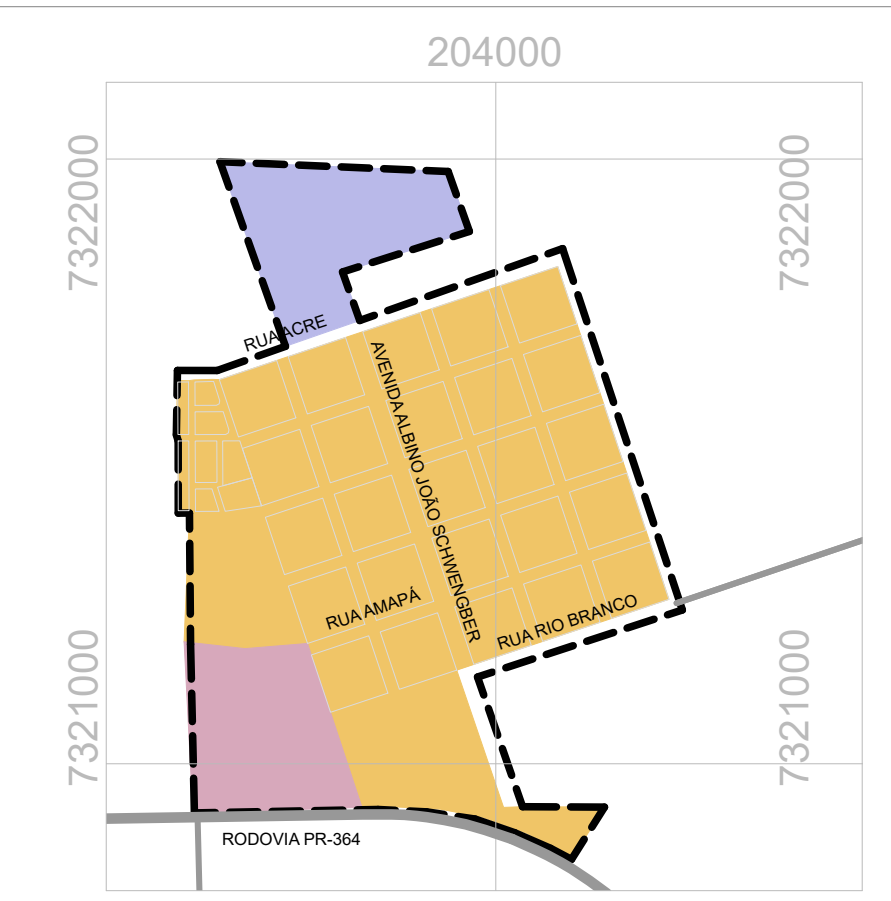 204000
7322000
7322000
RUA ACRE
AVENIDA ALBINO JOÃO SCHWENGBER
RUA AMAPÁ
RUA RIO BRANCO
7321000
7321000
RODOVIA PR-364